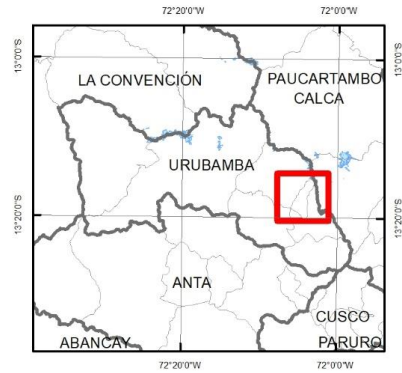 72°20'0"W 72°0'0"W
13°0'0"S 13°0'0"S
LA CONVENCIÓN PAUCARTAMBO
CALCA
URUBAMBA
13°20'0"S 13°20'0"S
ANTA
CUSCO
ABANCAY PARURO
72°20'0"W 72°0'0"W